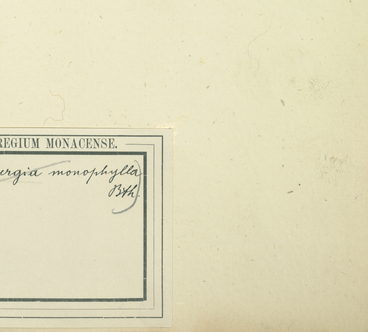 REGIUM MONACENSE.
ergia monophylla)
Bth.